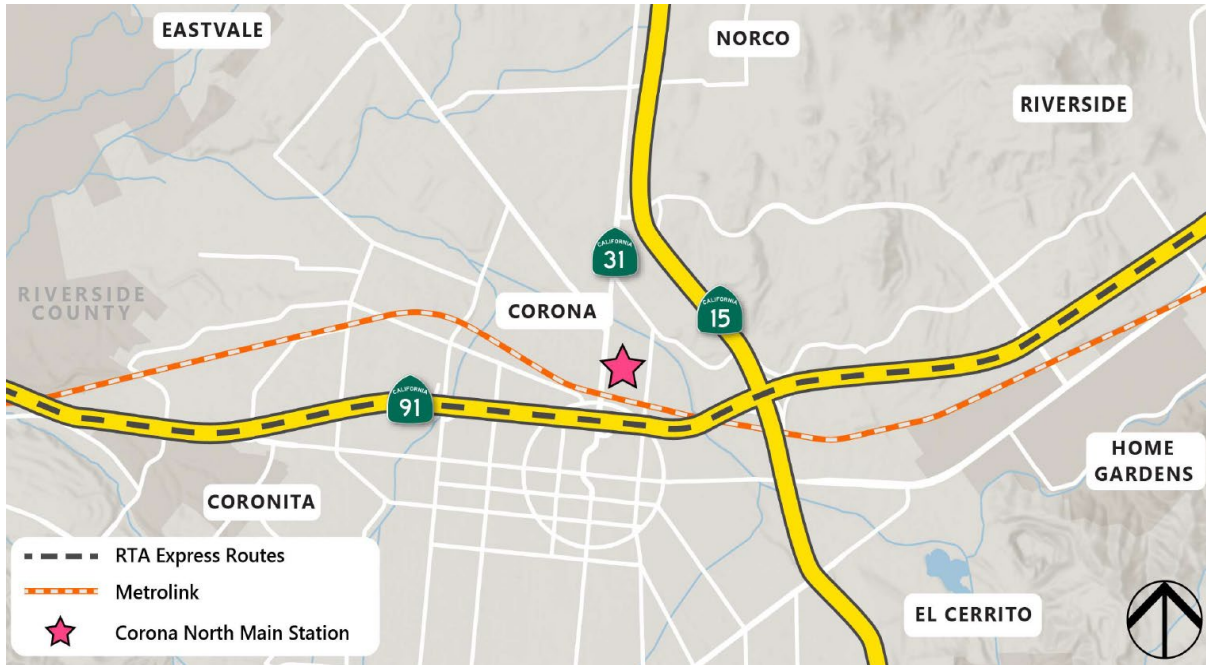 EASTVALE
NORCO
RIVERSIDE
CALIFORNIA
31
RIVERSIDE
COUNTY
CORONA
CALIFORNIA
15
CALIFORNIA
91
HOME
GARDENS
CORONITA
RTA Express Routes
Metrolink
Corona North Main Station
EL CERRITO